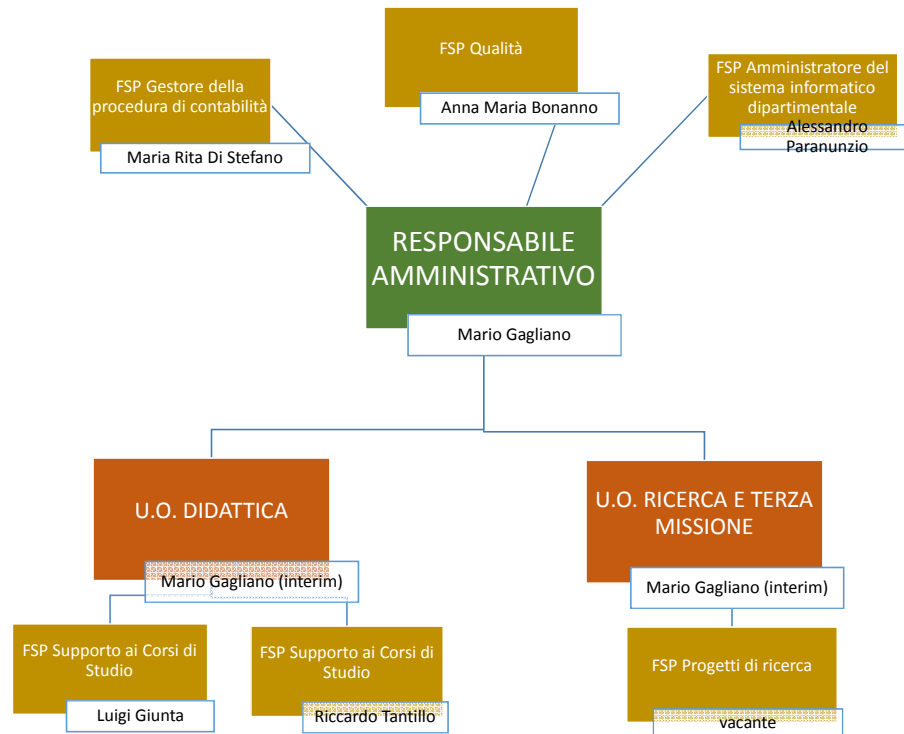 FSP Qualità
Anna Maria Bonanno
FSP Gestore della
procedura di contabilità
Maria Rita Di Stefano
FSP Amministratore del
sistema informatico
dipartimentale
Alessandro
Paranunzio
RESPONSABILE
AMMINISTRATIVO
Mario Gagliano
U.O. DIDATTICA
Mario Gagliano (interim)
U.O. RICERCA E TERZA
MISSIONE
Mario Gagliano (interim)
FSP Supporto ai Corsi di
Studio
Luigi Giunta
FSP Supporto ai Corsi di
Studio
Riccardo Tantillo
FSP Progetti di ricerca
vacante